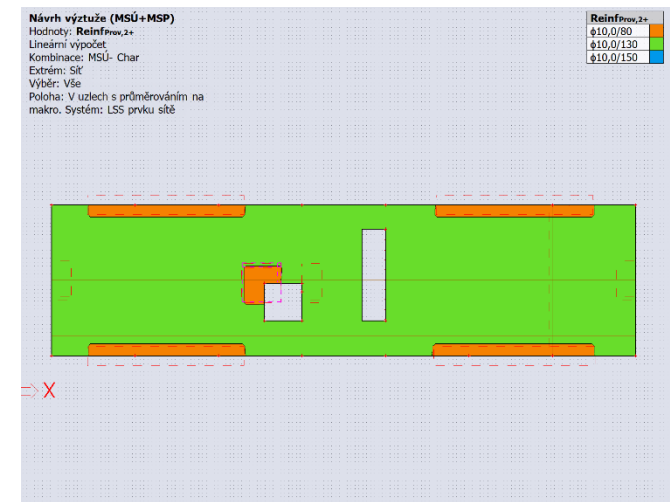 Návrh výztuže (MSÚ+MSP)
Hodnoty: ReinfProv,2+
Lineární výpočet
Kombinace: MSÚ- Char
Extrém: Síť
Výběr: Vše
Poloha: V uzlech s průměrováním na
makro. Systém: LSS prvku sítě
ReinfProv,2+
ϕ10,0/80
ϕ10,0/130
ϕ10,0/150
X